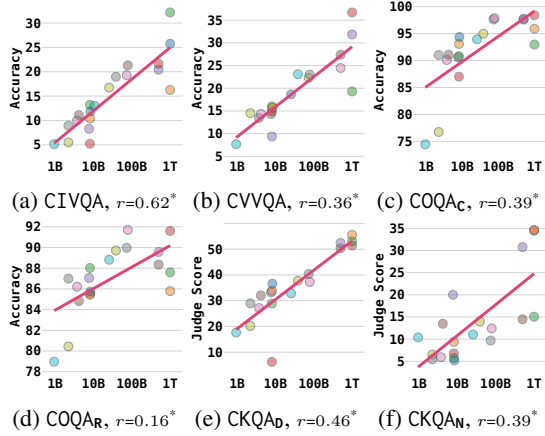 Accuracy
30
25
20
15
10
5
1B 10B 100B 1T
(a) CIVQA, r=0.62*
Accuracy
35
30
25
20
15
10
5
1B 10B 100B 1T
(b) CVVQA, r=0.36*
Accuracy
100
95
90
85
80
75
1B 10B 100B 1T
(c) COQAC, r=0.39*
Accuracy
92
90
88
86
84
82
80
78
1B 10B 100B 1T
(d) COQAR, r=0.16*
Judge Score
50
40
30
20
10
1B 10B 100B 1T
(e) CKQAD, r=0.46*
Judge Score
35
30
25
20
15
10
5
1B 10B 100B 1T
(f) CKQAN, r=0.39*